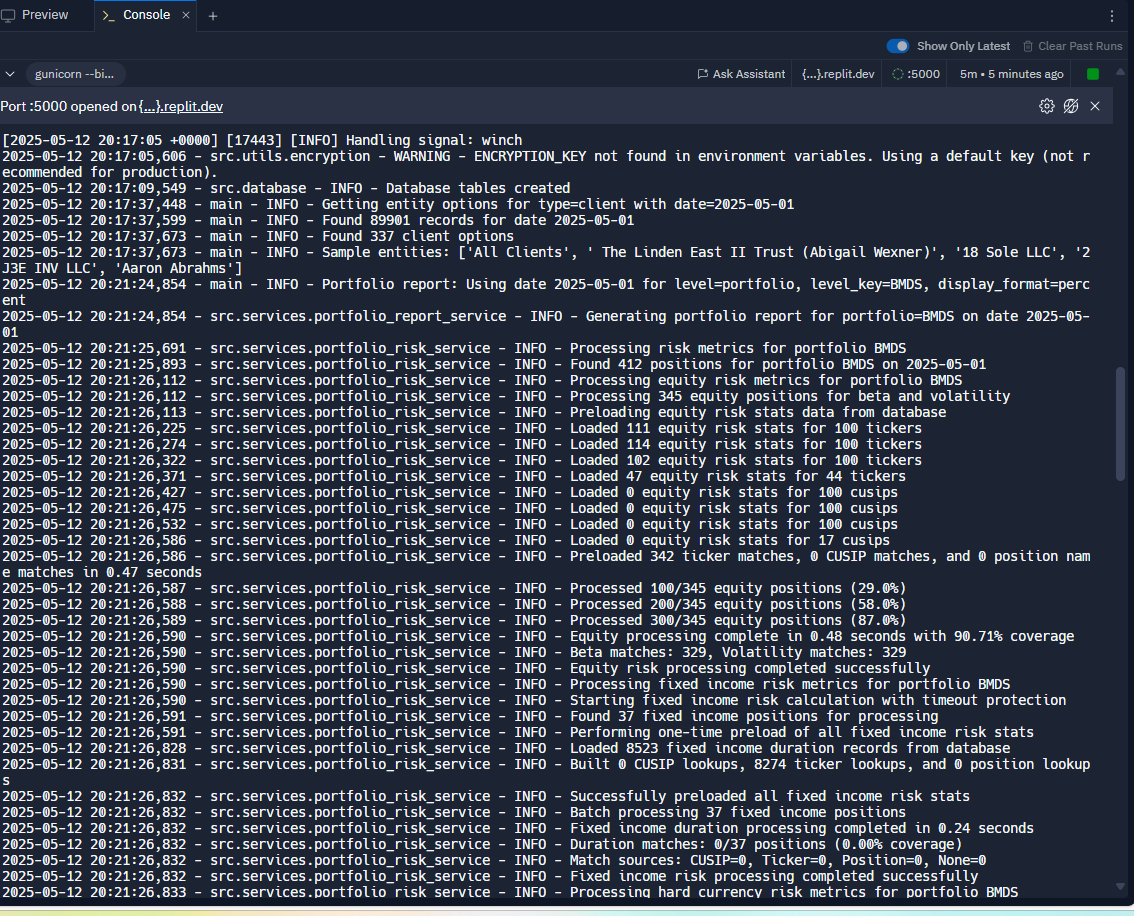 Preview
Console
Show Only Latest
Clear Past Runs
gunicorn --bi...
Ask Assistant
{...}.replit.dev
:5000
5m • 5 minutes ago
Port :5000 opened on {...}.replit.dev
[2025-05-12 20:17:05 +0000] [17443] [INFO] Handling signal: winch
2025-05-12 20:17:05,606 - src.utils.encryption - WARNING - ENCRYPTION_KEY not found in environment variables. Using a default key (not r
ecommended for production).
2025-05-12 20:17:09,549 - src.database - INFO - Database tables created
2025-05-12 20:17:37,448 - main - INFO - Getting entity options for type=client with date=2025-05-01
2025-05-12 20:17:37,599 - main - INFO - Found 89901 records for date 2025-05-01
2025-05-12 20:17:37,673 - main - INFO - Found 337 client options
2025-05-12 20:17:37,673 - main - INFO - Sample entities: ['All Clients', ' The Linden East II Trust (Abigail Wexner)', '18 Sole LLC', '2
J3E INV LLC', 'Aaron Abrahms']
2025-05-12 20:21:24,854 - main - INFO - Portfolio report: Using date 2025-05-01 for level=portfolio, level_key=BMDS, display_format=perc
ent
2025-05-12 20:21:24,854 - src.services.portfolio_report_service - INFO - Generating portfolio report for portfolio=BMDS on date 2025-05-
01
2025-05-12 20:21:25,691 - src.services.portfolio_risk_service - INFO - Processing risk metrics for portfolio BMDS
2025-05-12 20:21:25,893 - src.services.portfolio_risk_service - INFO - Found 412 positions for portfolio BMDS on 2025-05-01
2025-05-12 20:21:26,112 - src.services.portfolio_risk_service - INFO - Processing equity risk metrics for portfolio BMDS
2025-05-12 20:21:26,112 - src.services.portfolio_risk_service - INFO - Processing 345 equity positions for beta and volatility
2025-05-12 20:21:26,113 - src.services.portfolio_risk_service - INFO - Preloading equity risk stats data from database
2025-05-12 20:21:26,225 - src.services.portfolio_risk_service - INFO - Loaded 111 equity risk stats for 100 tickers
2025-05-12 20:21:26,274 - src.services.portfolio_risk_service - INFO - Loaded 114 equity risk stats for 100 tickers
2025-05-12 20:21:26,322 - src.services.portfolio_risk_service - INFO - Loaded 102 equity risk stats for 100 tickers
2025-05-12 20:21:26,371 - src.services.portfolio_risk_service - INFO - Loaded 47 equity risk stats for 44 tickers
2025-05-12 20:21:26,427 - src.services.portfolio_risk_service - INFO - Loaded 0 equity risk stats for 100 cusips
2025-05-12 20:21:26,475 - src.services.portfolio_risk_service - INFO - Loaded 0 equity risk stats for 100 cusips
2025-05-12 20:21:26,532 - src.services.portfolio_risk_service - INFO - Loaded 0 equity risk stats for 100 cusips
2025-05-12 20:21:26,586 - src.services.portfolio_risk_service - INFO - Loaded 0 equity risk stats for 17 cusips
2025-05-12 20:21:26,586 - src.services.portfolio_risk_service - INFO - Preloaded 342 ticker matches, 0 CUSIP matches, and 0 position nam
e matches in 0.47 seconds
2025-05-12 20:21:26,587 - src.services.portfolio_risk_service - INFO - Processed 100/345 equity positions (29.0%)
2025-05-12 20:21:26,588 - src.services.portfolio_risk_service - INFO - Processed 200/345 equity positions (58.0%)
2025-05-12 20:21:26,589 - src.services.portfolio_risk_service - INFO - Processed 300/345 equity positions (87.0%)
2025-05-12 20:21:26,590 - src.services.portfolio_risk_service - INFO - Equity processing complete in 0.48 seconds with 90.71% coverage
2025-05-12 20:21:26,590 - src.services.portfolio_risk_service - INFO - Beta matches: 329, Volatility matches: 329
2025-05-12 20:21:26,590 - src.services.portfolio_risk_service - INFO - Equity risk processing completed successfully
2025-05-12 20:21:26,590 - src.services.portfolio_risk_service - INFO - Processing fixed income risk metrics for portfolio BMDS
2025-05-12 20:21:26,590 - src.services.portfolio_risk_service - INFO - Starting fixed income risk calculation with timeout protection
2025-05-12 20:21:26,591 - src.services.portfolio_risk_service - INFO - Found 37 fixed income positions for processing
2025-05-12 20:21:26,591 - src.services.portfolio_risk_service - INFO - Performing one-time preload of all fixed income risk stats
2025-05-12 20:21:26,828 - src.services.portfolio_risk_service - INFO - Loaded 8523 fixed income duration records from database
2025-05-12 20:21:26,831 - src.services.portfolio_risk_service - INFO - Built 0 CUSIP lookups, 8274 ticker lookups, and 0 position lookup
s
2025-05-12 20:21:26,832 - src.services.portfolio_risk_service - INFO - Successfully preloaded all fixed income risk stats
2025-05-12 20:21:26,832 - src.services.portfolio_risk_service - INFO - Batch processing 37 fixed income positions
2025-05-12 20:21:26,832 - src.services.portfolio_risk_service - INFO - Fixed income duration processing completed in 0.24 seconds
2025-05-12 20:21:26,832 - src.services.portfolio_risk_service - INFO - Duration matches: 0/37 positions (0.00% coverage)
2025-05-12 20:21:26,832 - src.services.portfolio_risk_service - INFO - Match sources: CUSIP=0, Ticker=0, Position=0, None=0
2025-05-12 20:21:26,832 - src.services.portfolio_risk_service - INFO - Fixed income risk processing completed successfully
2025-05-12 20:21:26,833 - src.services.portfolio_risk_service - INFO - Processing hard currency risk metrics for portfolio BMDS